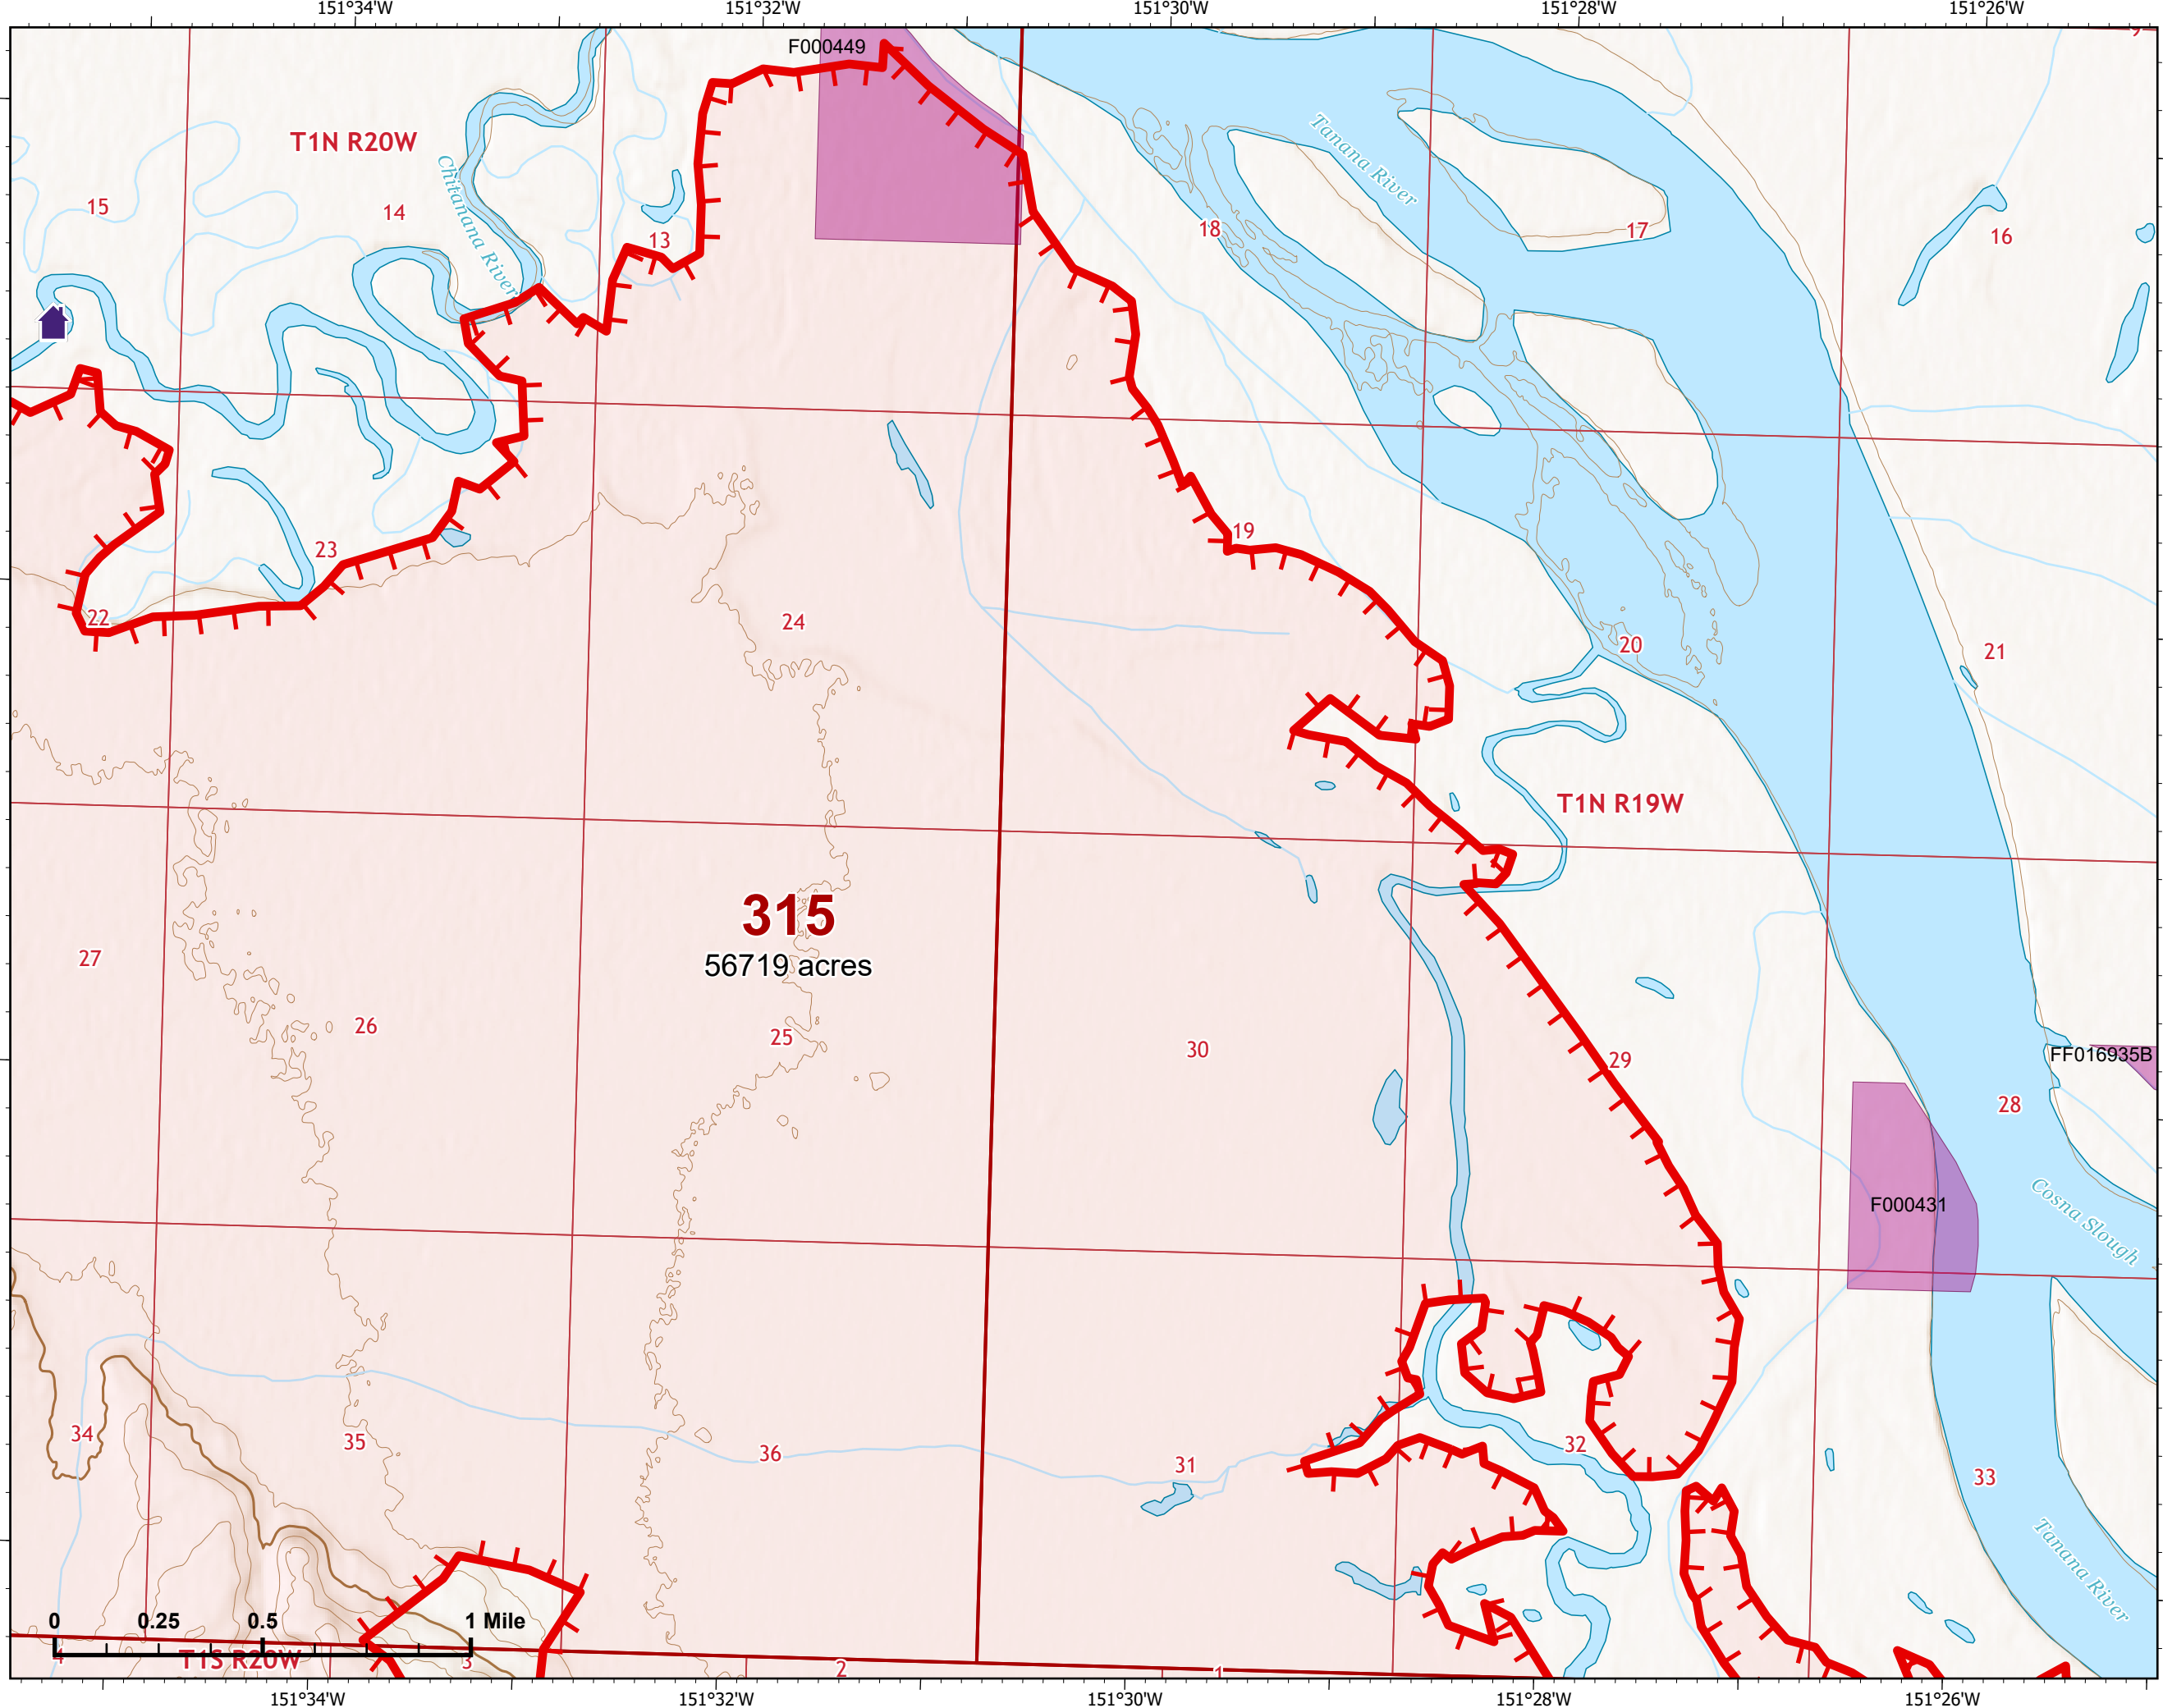 151°34'W 151°32'W 151°30'W 151°28'W 151°26'W
F000449
T1N R20W
Tanana River
Chitanana River
15
14
13
18
17
16
19
22
23
24
20
21
T1N R19W
315
56719 acres
27
26
25
30
29
FF016935B
28
F000431
Cosna Slough
34
35
36
31
32
33
Tanana River
0 0.25 0.5 1 Mile
4 T1S R20W 3 2 1
151°34'W 151°32'W 151°30'W 151°28'W 151°26'W